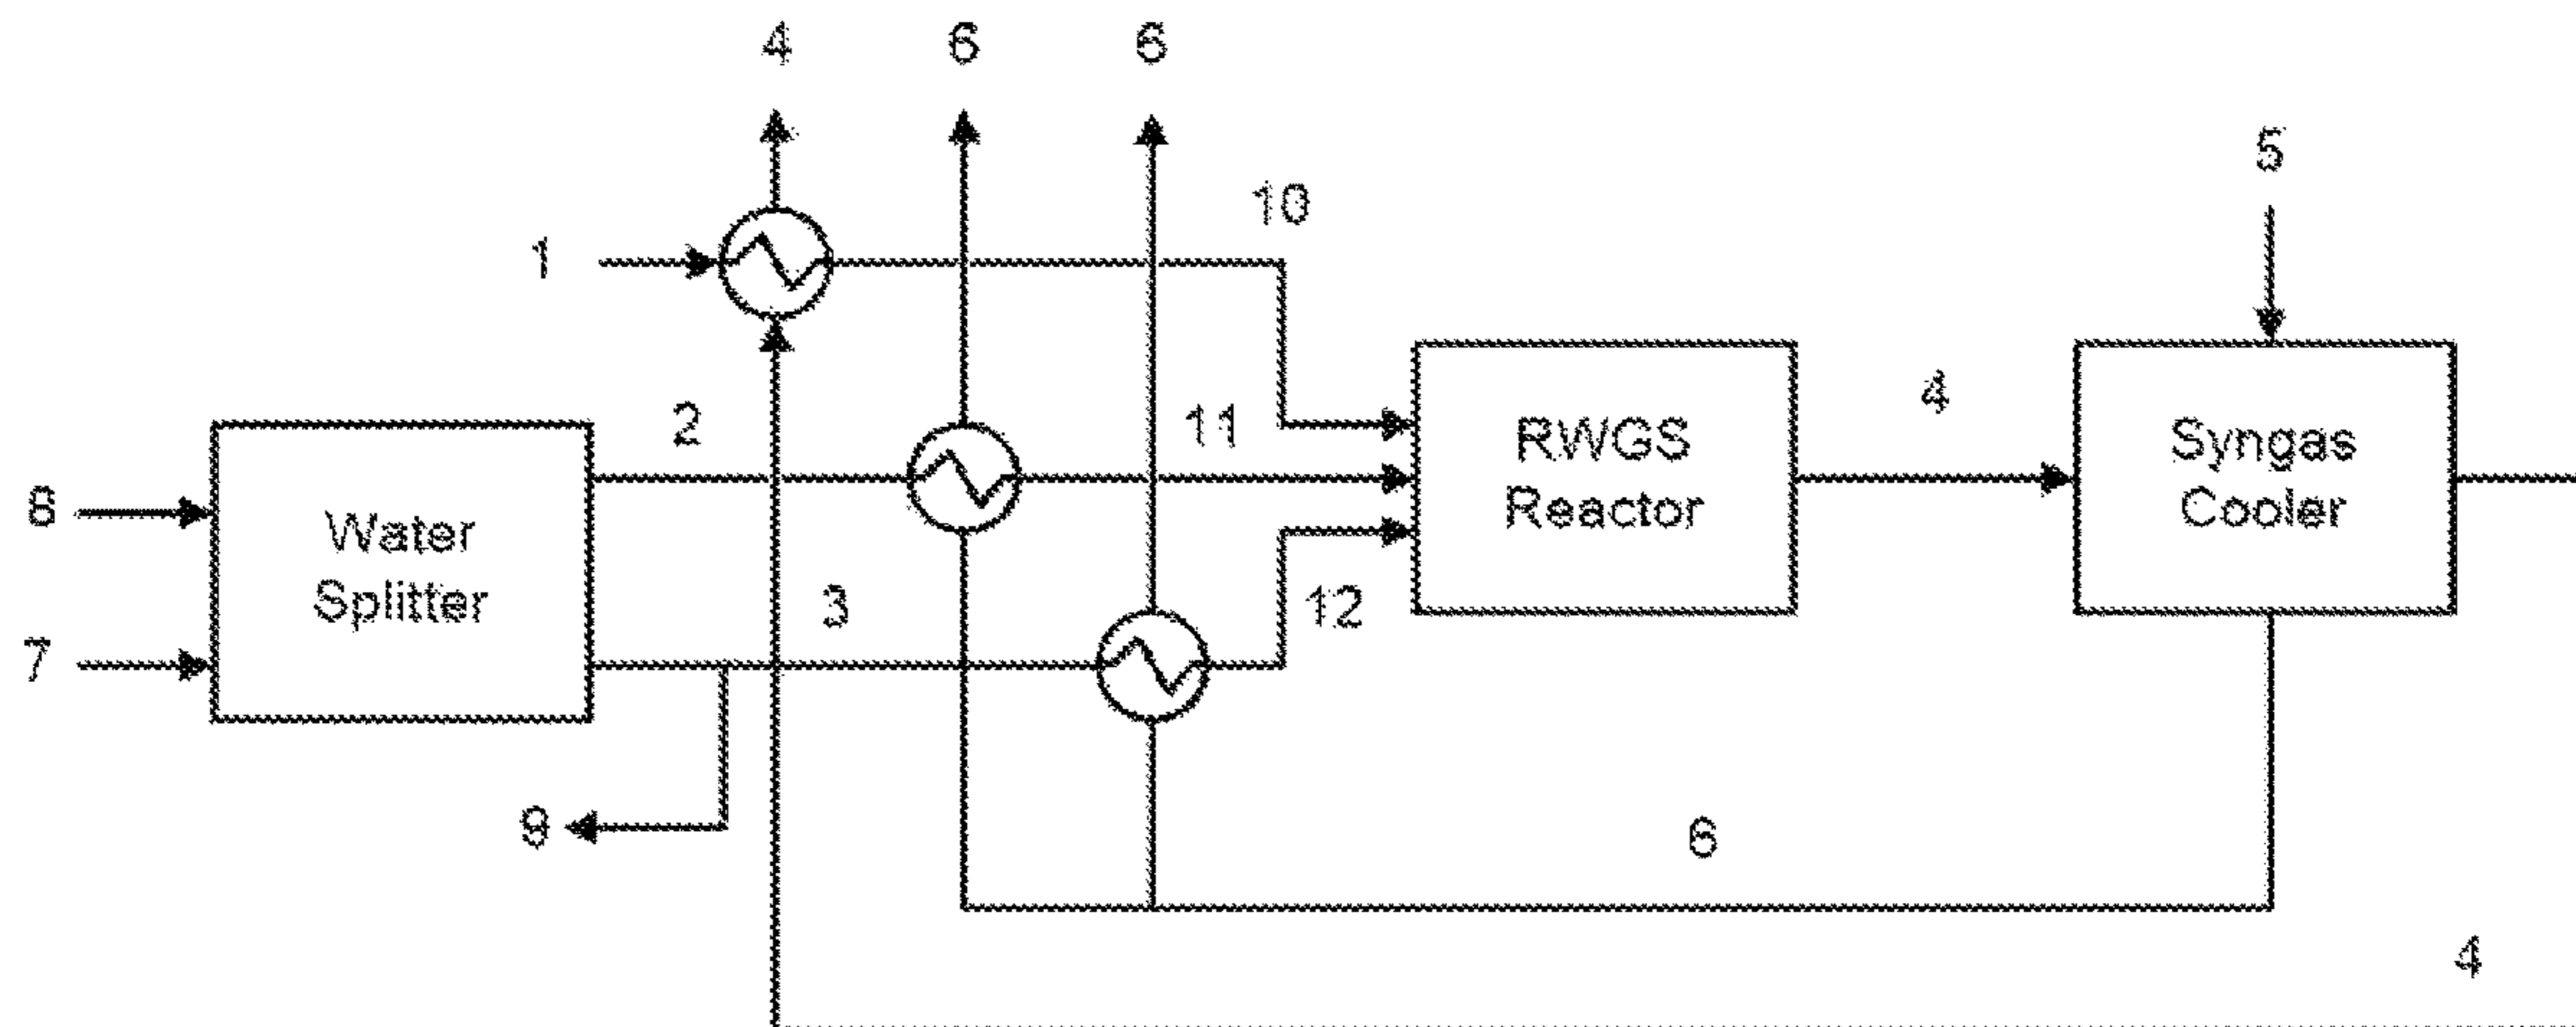 4 6 6
5
10
1
4
2 11
RWGS
Reactor
Syngas
Cooler
8
Water
Splitter
3 12
7
9
6
4